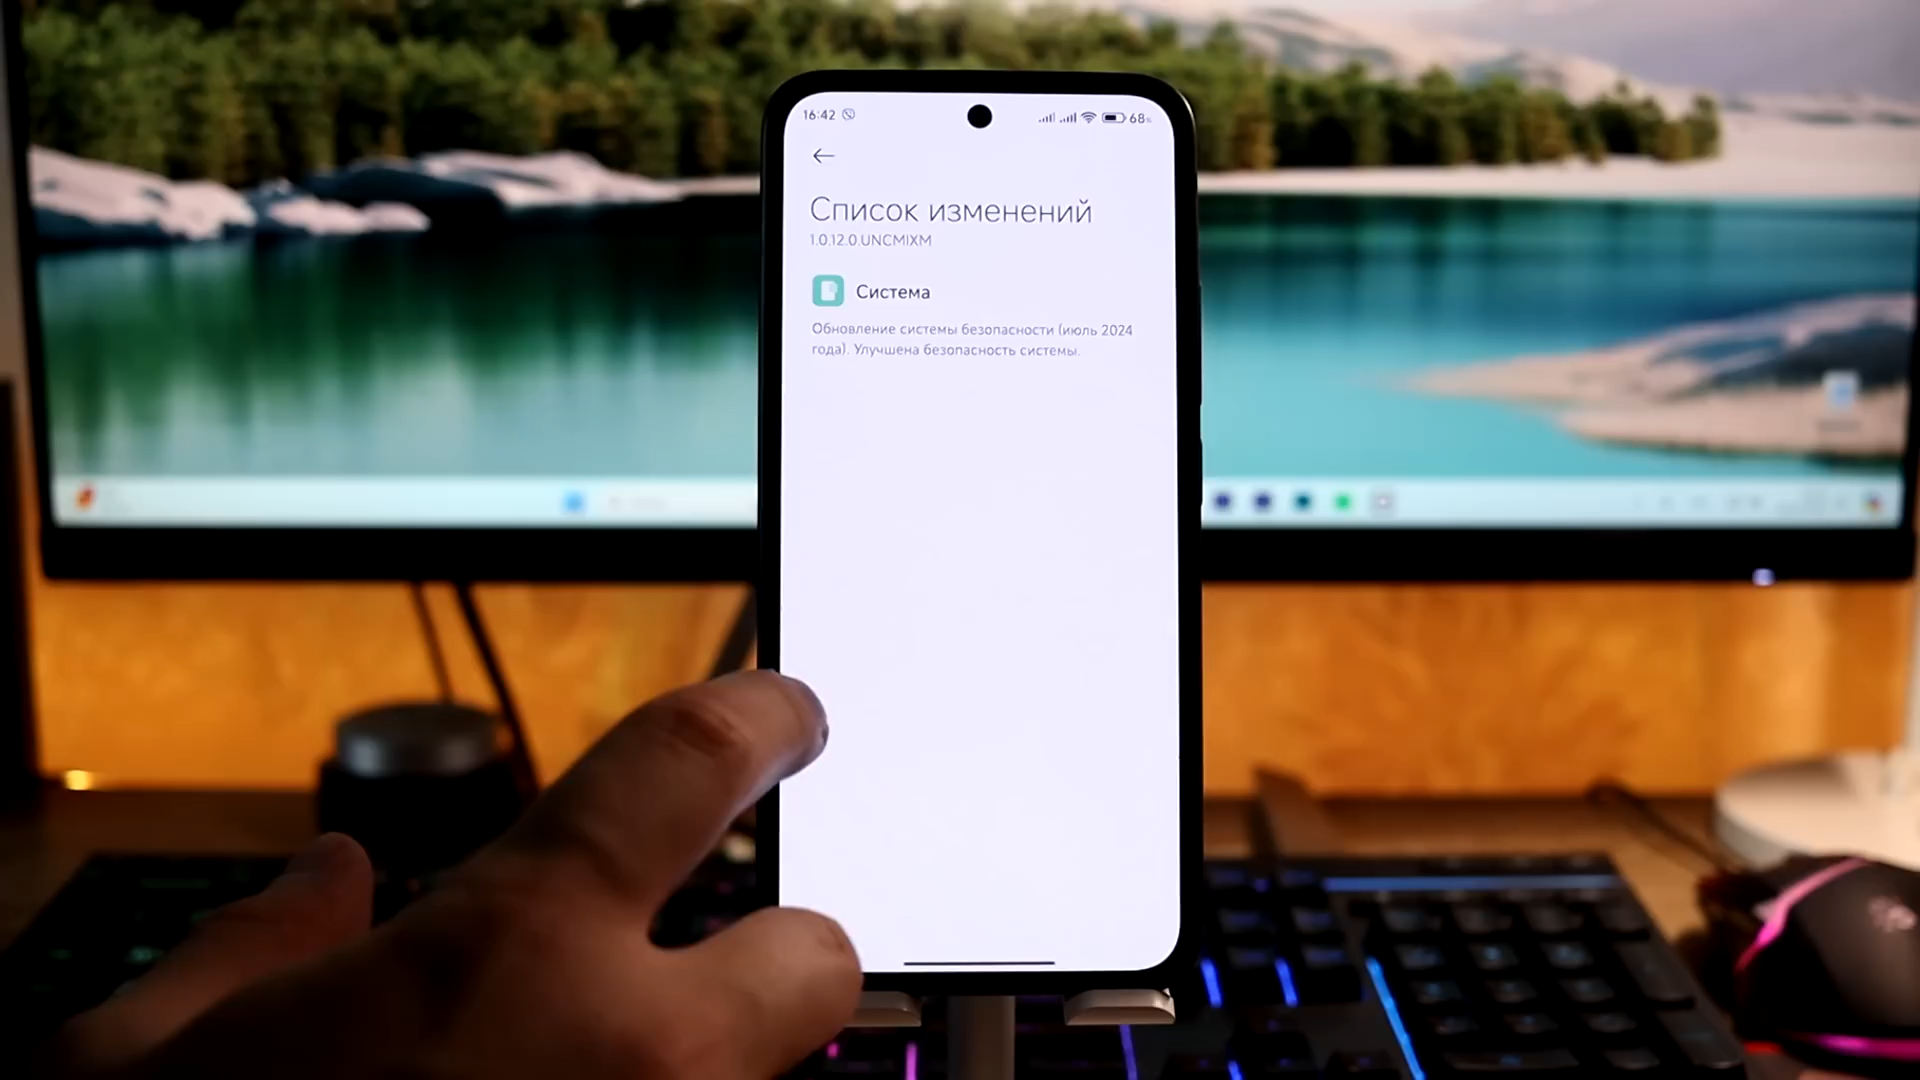 16:42
68%
Список изменений
1.0.12.0.UNCMIXM
Система
Обновление системы безопасности (июль 2024
года). Улучшена безопасность системы.